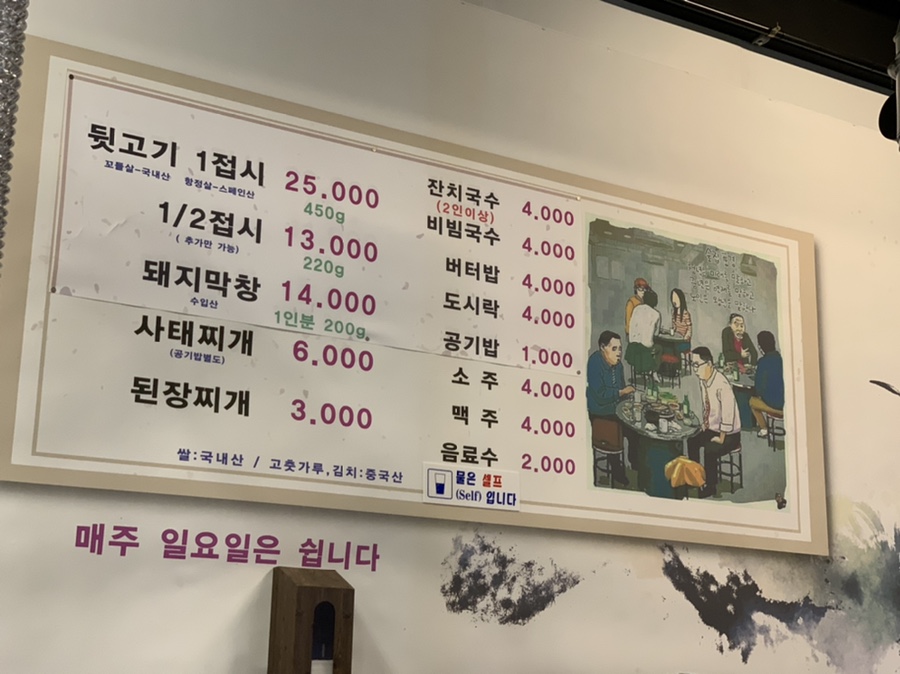 뒷고기 1접시 25.000
꼬들살-국내산 항정살-스페인산 450g
1/2접시 13.000
( 추가만 가능) 220g
돼지막창 14.000
수입산 1인분 200g
사태찌개 6.000
(공기밥별도)
된장찌개 3.000
쌀:국내산 / 고춧가루,김치:중국산
잔치국수 4.000
(2인이상)
비빔국수 4.000
버터밥 4.000
도시락 4.000
공기밥 1.000
소 주 4.000
맥 주 4.000
음료수 2.000
물은 셀프
(Self) 입니다
매주 일요일은 쉽니다